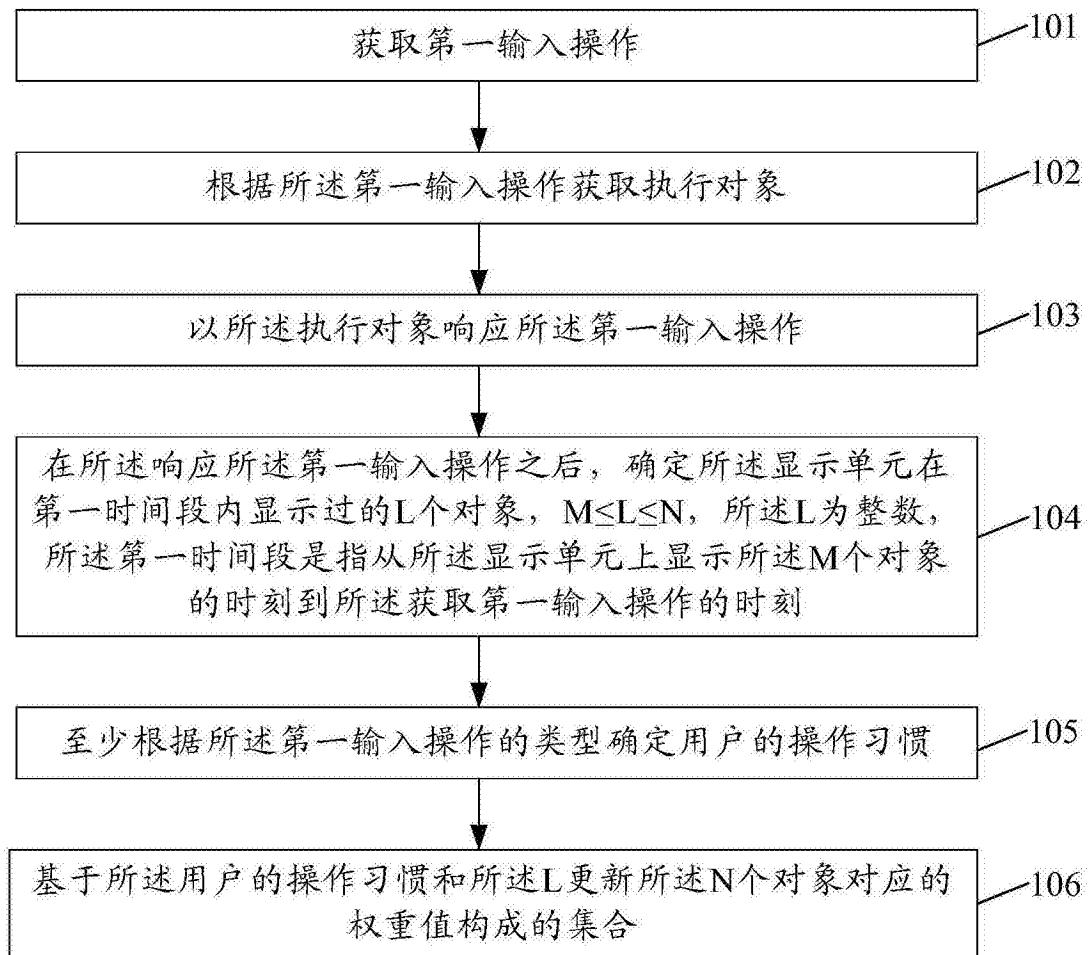 获取第一输入操作
101
根据所述第一输入操作获取执行对象
102
以所述执行对象响应所述第一输入操作
103
在所述响应所述第一输入操作之后，确定所述显示单元在
第一时间段内显示过的L个对象，M≤L≤N，所述L为整数，
所述第一时间段是指从所述显示单元上显示所述M个对象
的时刻到所述获取第一输入操作的时刻
104
至少根据所述第一输入操作的类型确定用户的操作习惯
105
基于所述用户的操作习惯和所述L更新所述N个对象对应的
权重值构成的集合
106